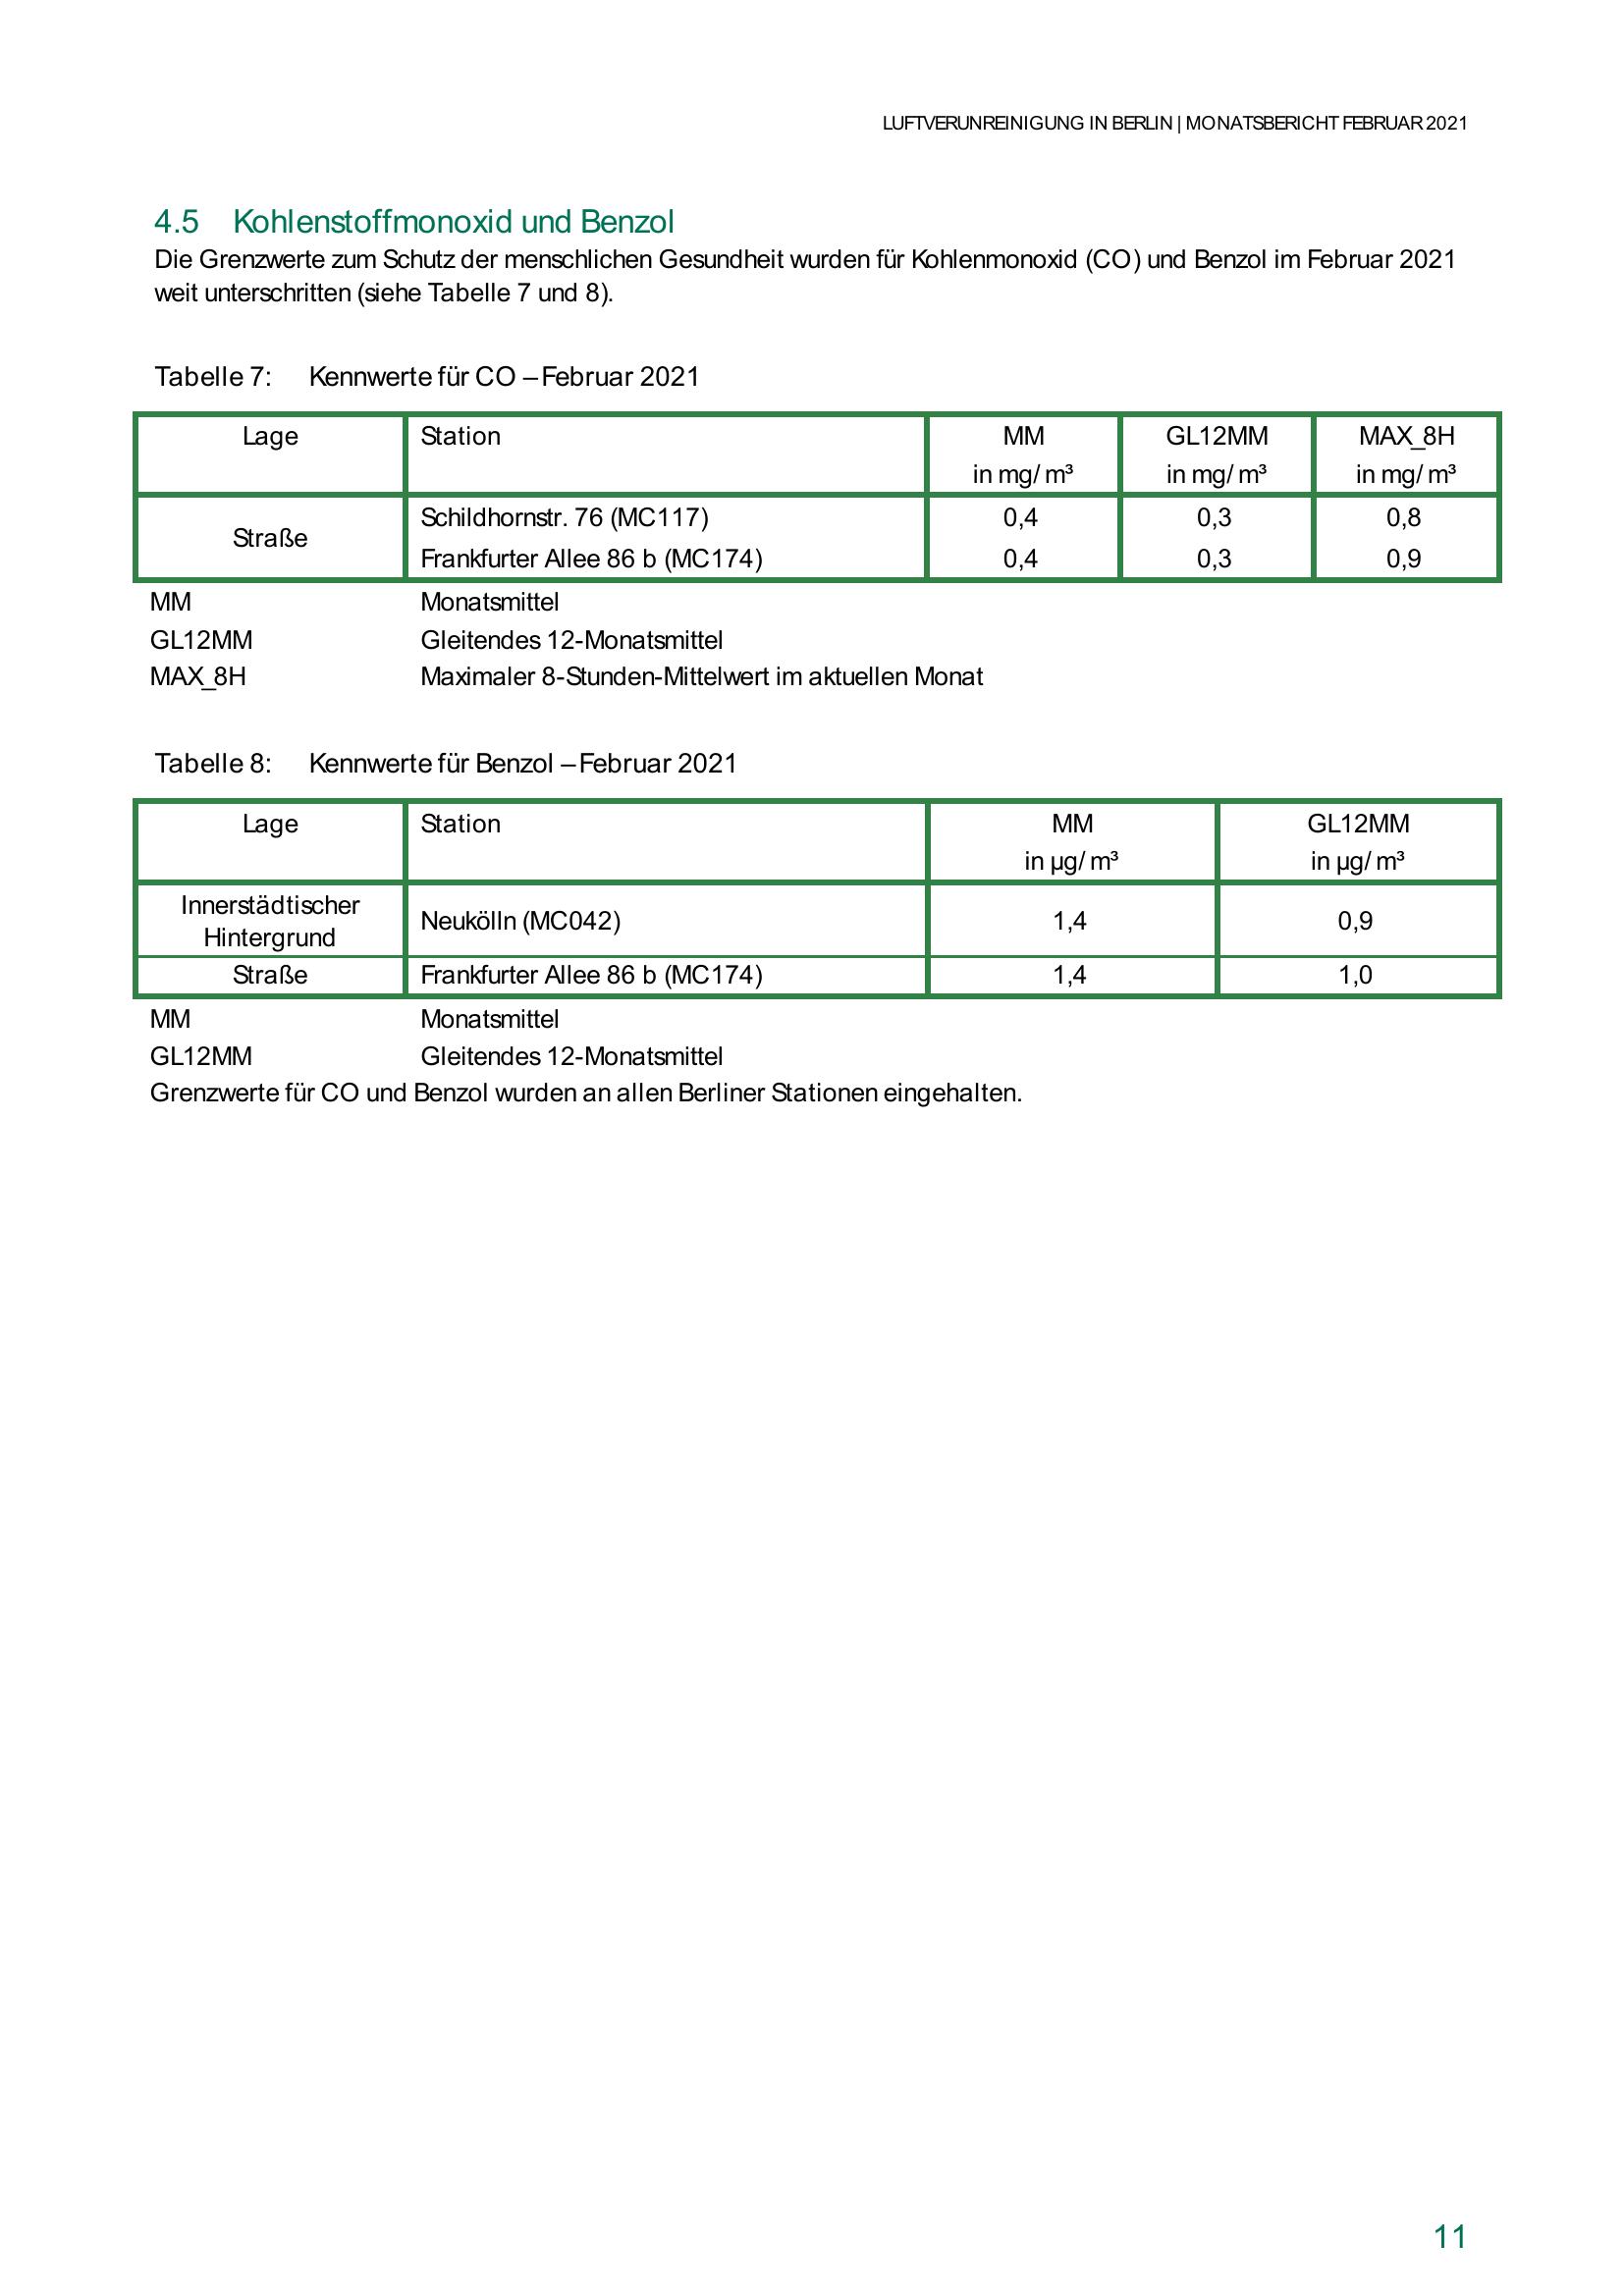 LUFTVERUNREINIGUNG IN BERLIN | MONATSBERICHT FEBRUAR 2021
4.5 Kohlenstoffmonoxid und Benzol
Die Grenzwerte zum Schutz der menschlichen Gesundheit wurden für Kohlenmonoxid (CO) und Benzol im Februar 2021
weit unterschritten (siehe Tabelle 7 und 8).
Tabelle 7: Kennwerte für CO – Februar 2021
Lage Station MM GL12MM MAX_8H
in mg/m³ in mg/m³ in mg/m³
Straße
Schildhornstr. 76 (MC117) 0,4 0,3 0,8
Frankfurter Allee 86 b (MC174) 0,4 0,3 0,9
MM Monatsmittel
GL12MM Gleitendes 12-Monatsmittel
MAX_8H Maximaler 8-Stunden-Mittelwert im aktuellen Monat
Tabelle 8: Kennwerte für Benzol – Februar 2021
Lage Station MM GL12MM
in µg/m³ in µg/m³
Innerstädtischer
Hintergrund
Neukölln (MC042) 1,4 0,9
Straße Frankfurter Allee 86 b (MC174) 1,4 1,0
MM Monatsmittel
GL12MM Gleitendes 12-Monatsmittel
Grenzwerte für CO und Benzol wurden an allen Berliner Stationen eingehalten.
11